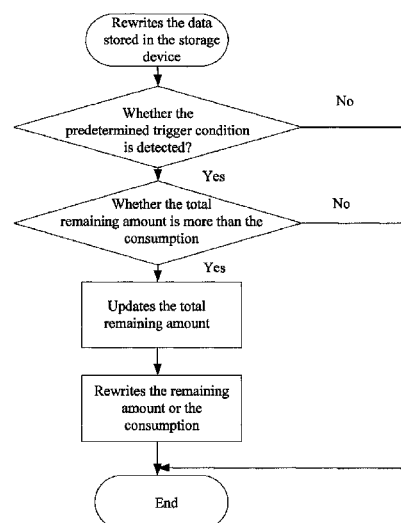 Rewrites the data
stored in the storage
device
No
Whether the
predetermined trigger condition
is detected?
Yes
Whether the total
remaining amount is more than the
consumption
No
Yes
Updates the total
remaining amount
Rewrites the remaining
amount or the
consumption
End